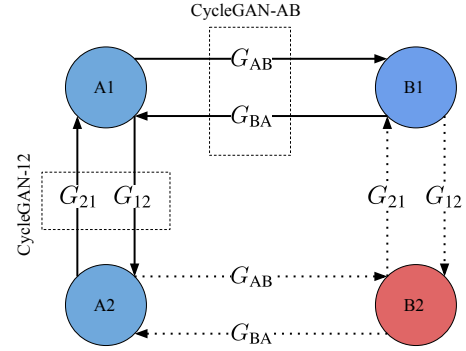 CycleGAN-AB
A1
G_AB
B1
G_BA
CycleGAN-12
G_21
G_12
G_21
G_12
A2
G_AB
B2
G_BA